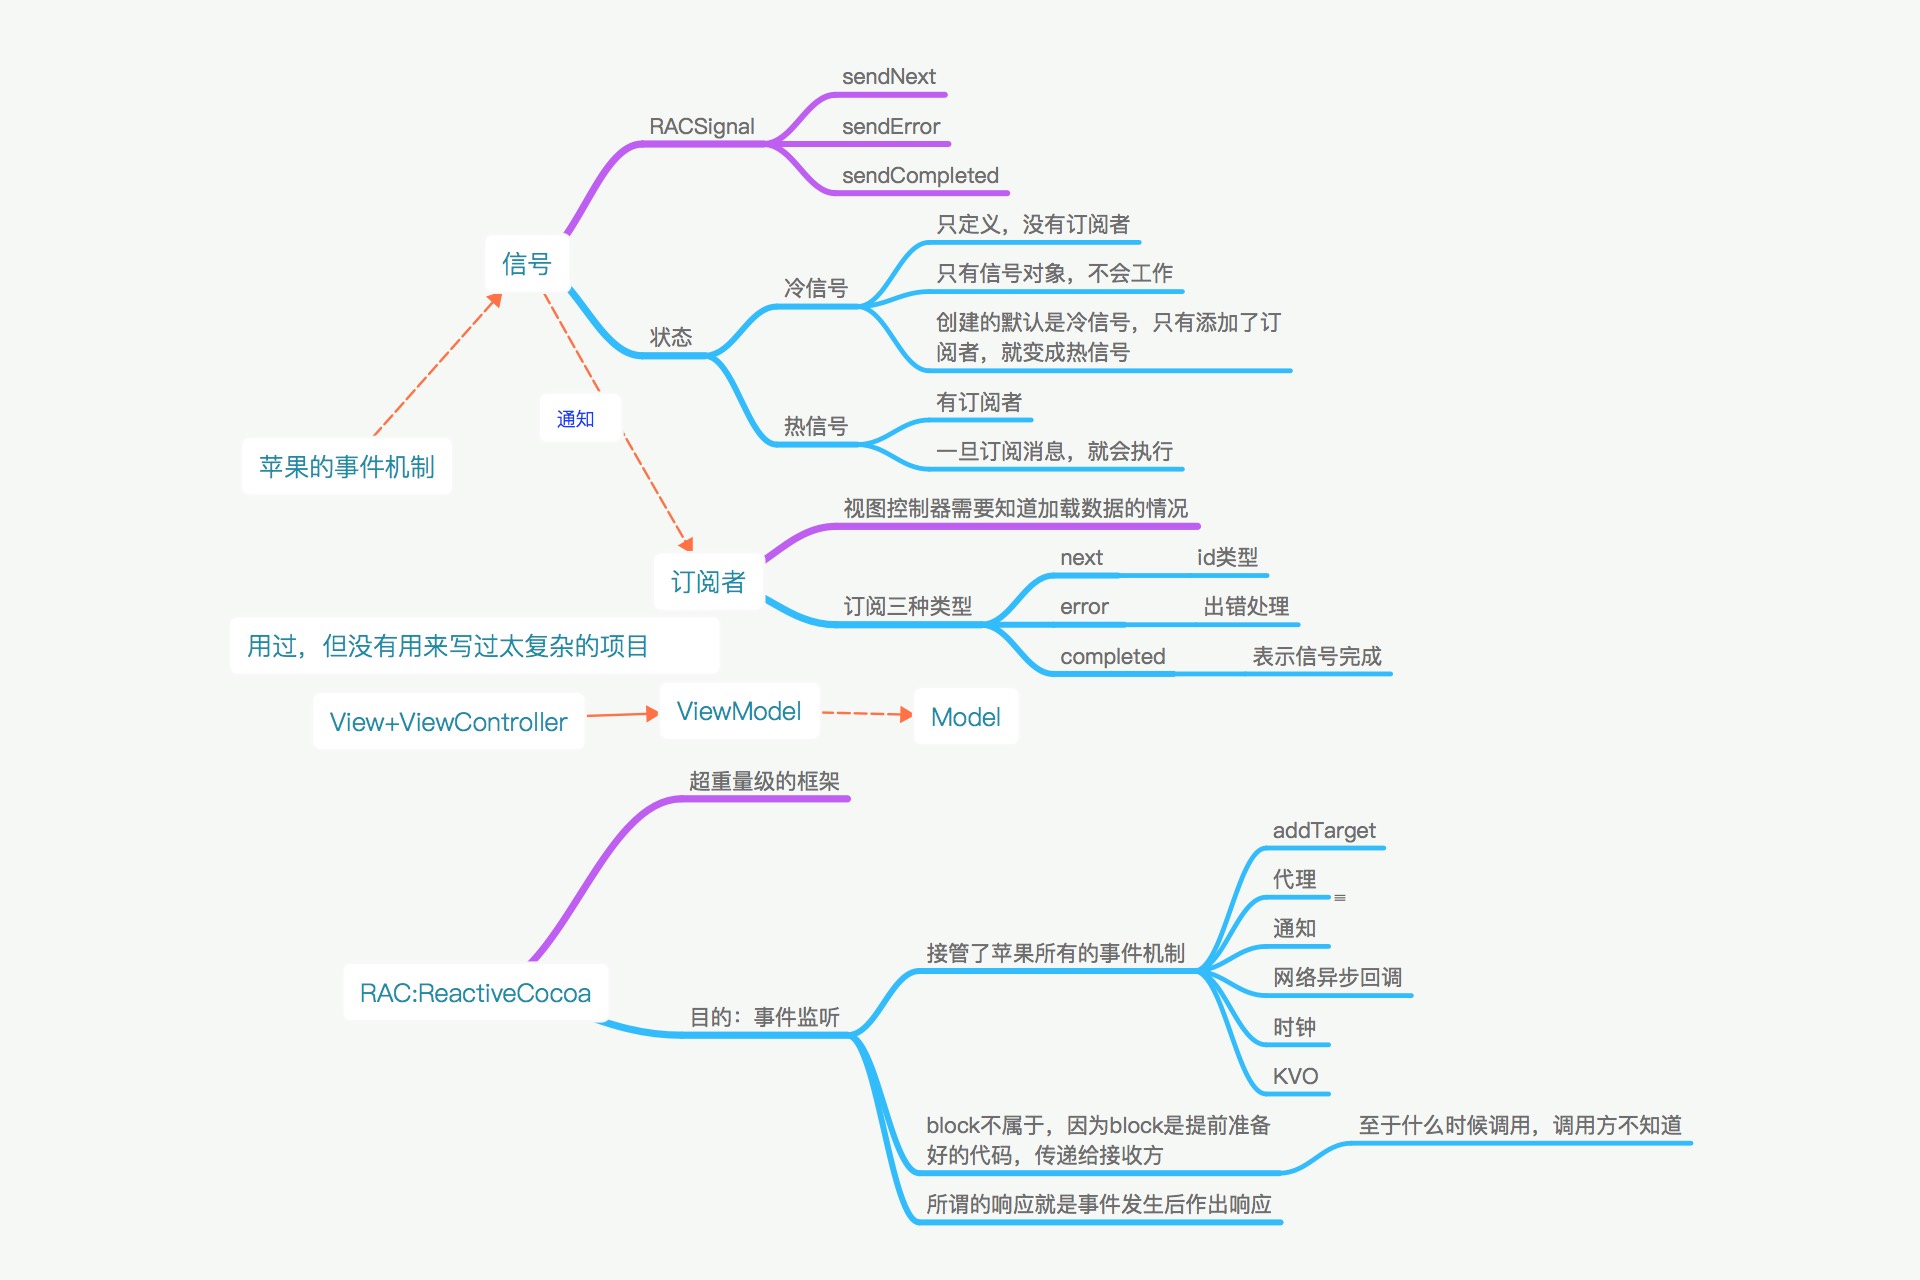 sendNext
RACSignal
sendError
sendCompleted
信号
状态
冷信号
只定义，没有订阅者
只有信号对象，不会工作
创建的默认是冷信号，只有添加了订
阅者，就变成热信号
热信号
有订阅者
一旦订阅消息，就会执行
通知
苹果的事件机制
订阅者
视图控制器需要知道加载数据的情况
订阅三种类型
next
id类型
error
出错处理
completed
表示信号完成
用过，但没有用来写过太复杂的项目
View+ViewController
ViewModel
Model
超重量级的框架
RAC:ReactiveCocoa
目的：事件监听
接管了苹果所有的事件机制
addTarget
代理
通知
网络异步回调
时钟
KVO
block不属于，因为block是提前准备
好的代码，传递给接收方
至于什么时候调用，调用方不知道
所谓的响应就是事件发生后作出响应